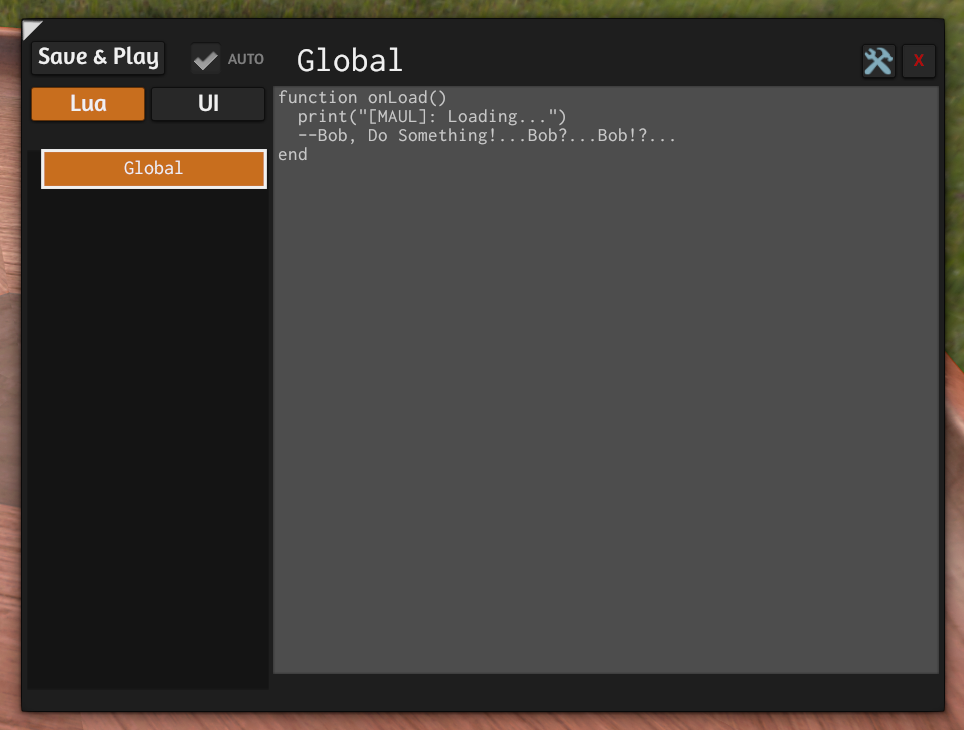 Save & Play
AUTO
Global
X
Lua
UI
Global
function onLoad()
  print("[MAUL]: Loading...")
  --Bob, Do Something!...Bob?...Bob!?...
end